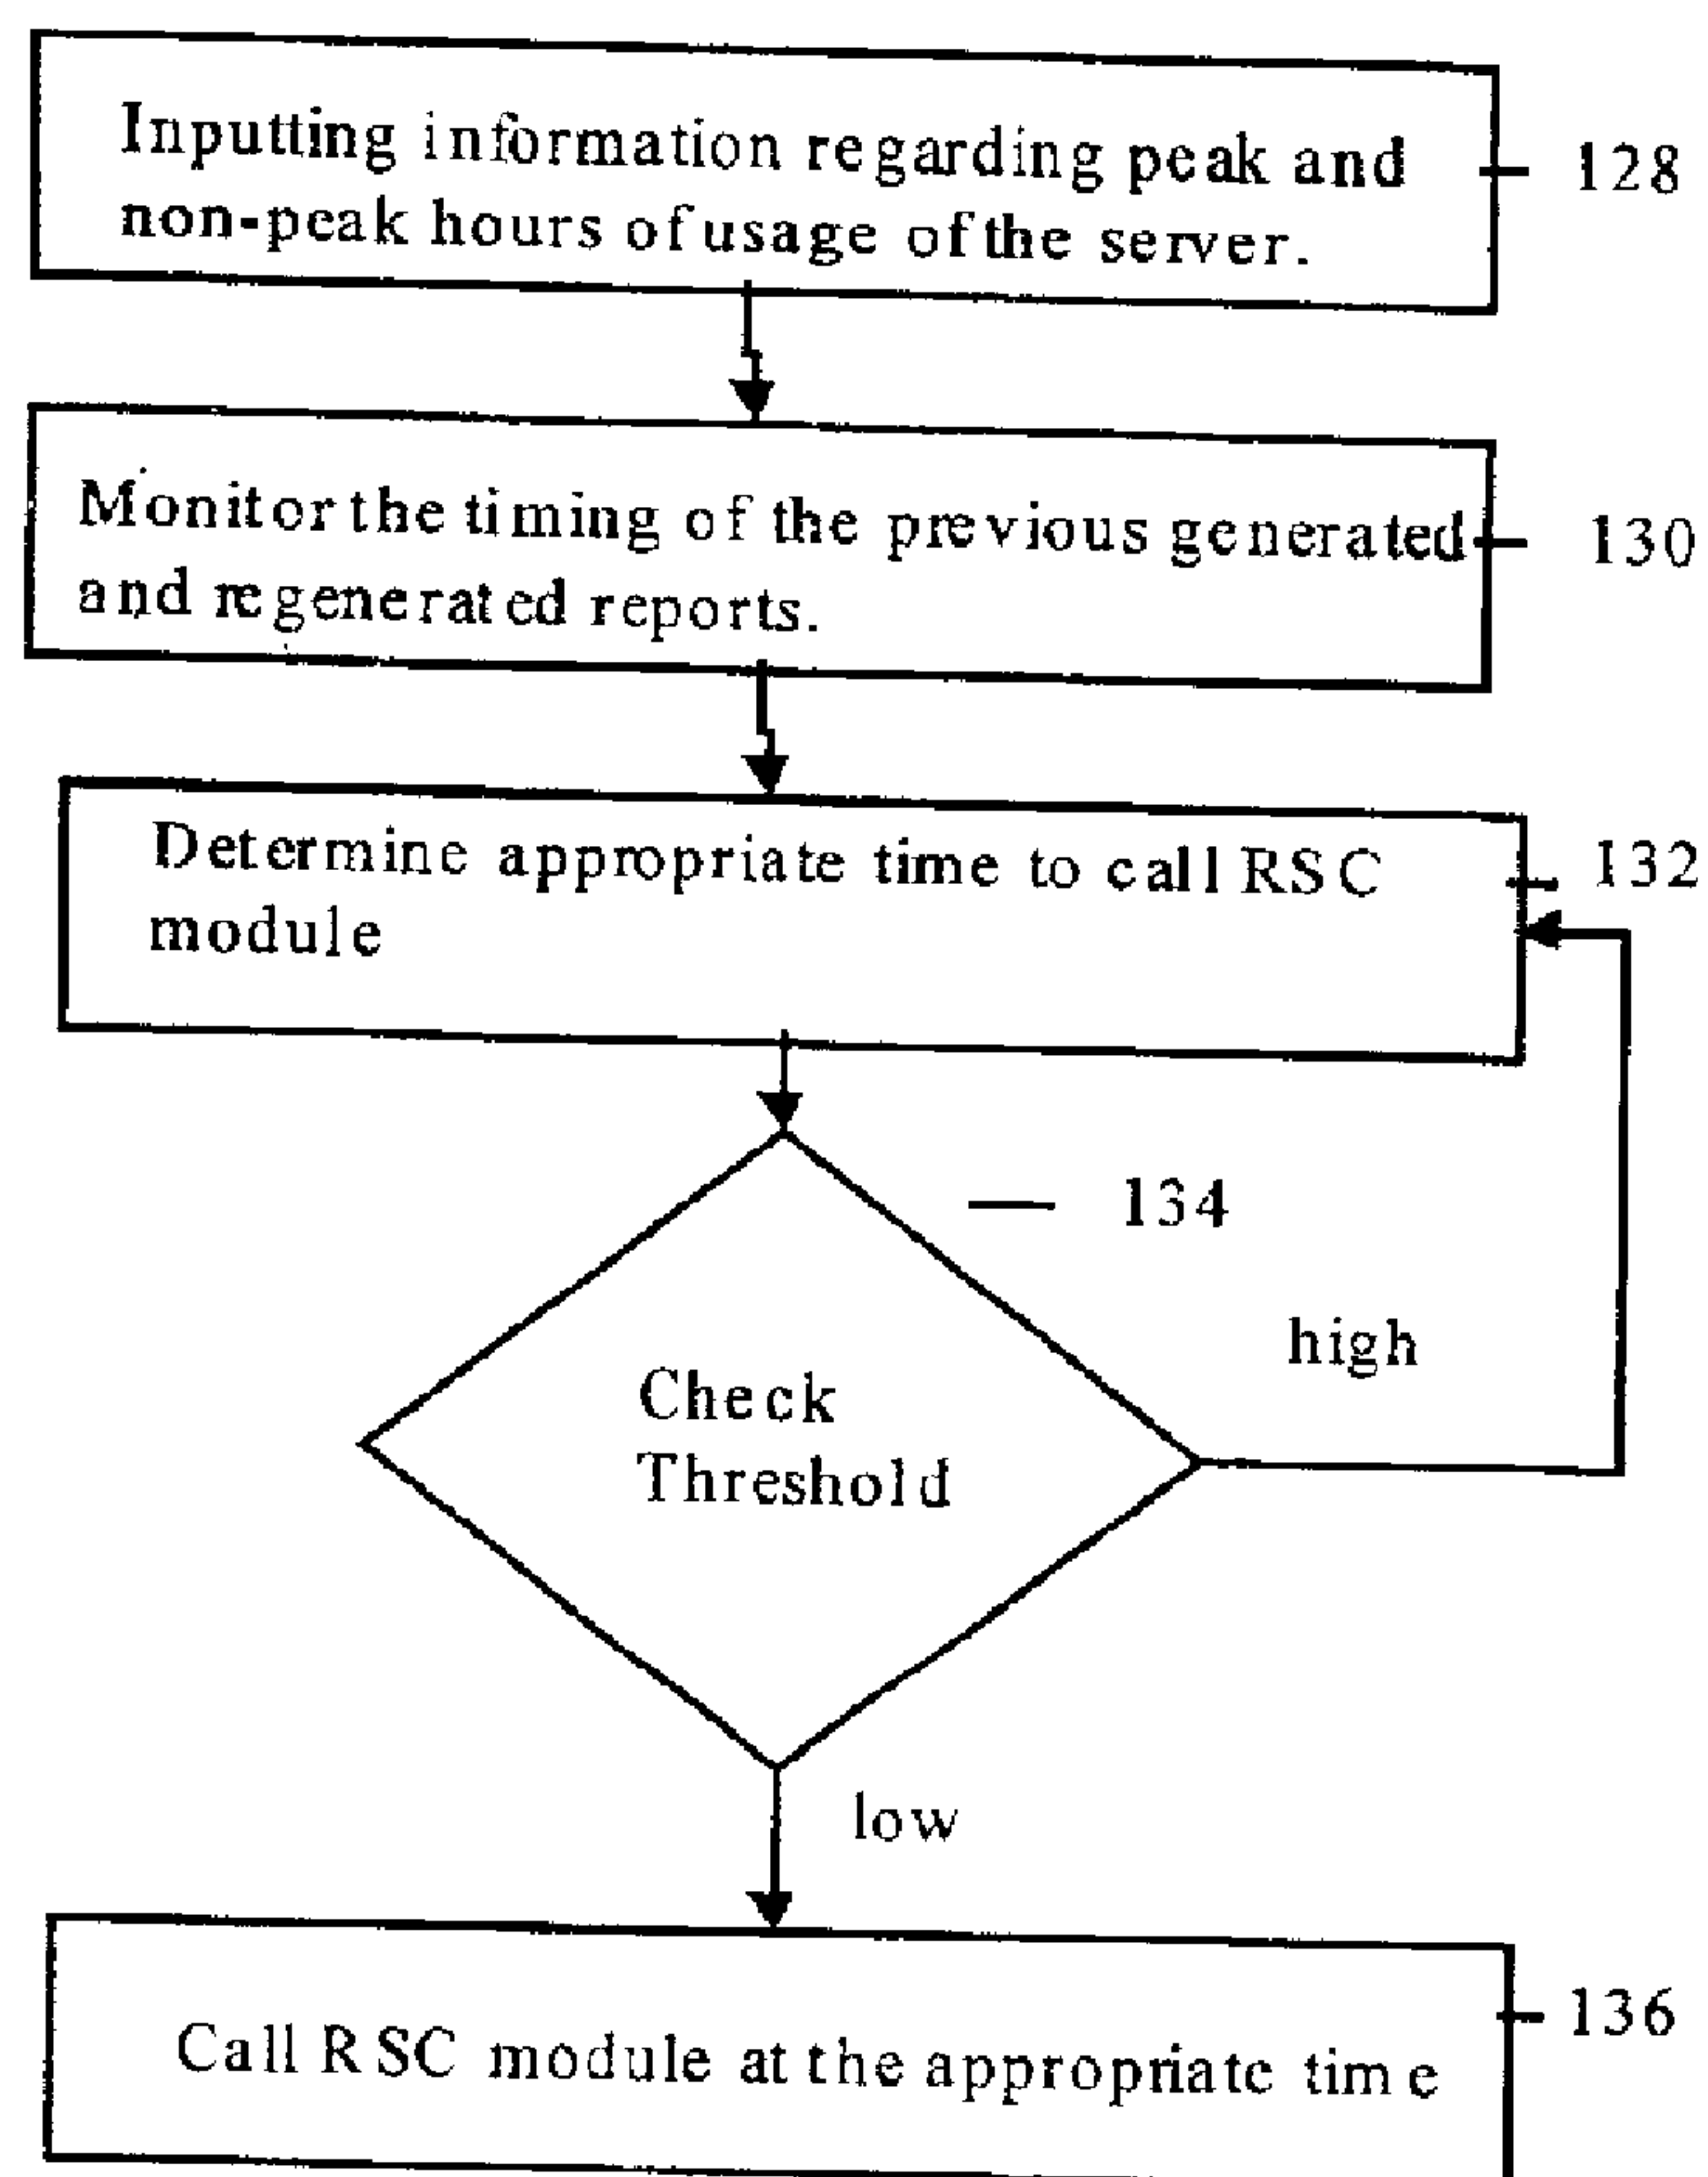 Inputting information regarding peak and
non-peak hours of usage of the server.
128
Monitor the timing of the previous generated
and regenerated reports.
130
Determine appropriate time to call RSC
module
132
134
high
Check
Threshold
low
Call RSC module at the appropriate time
136